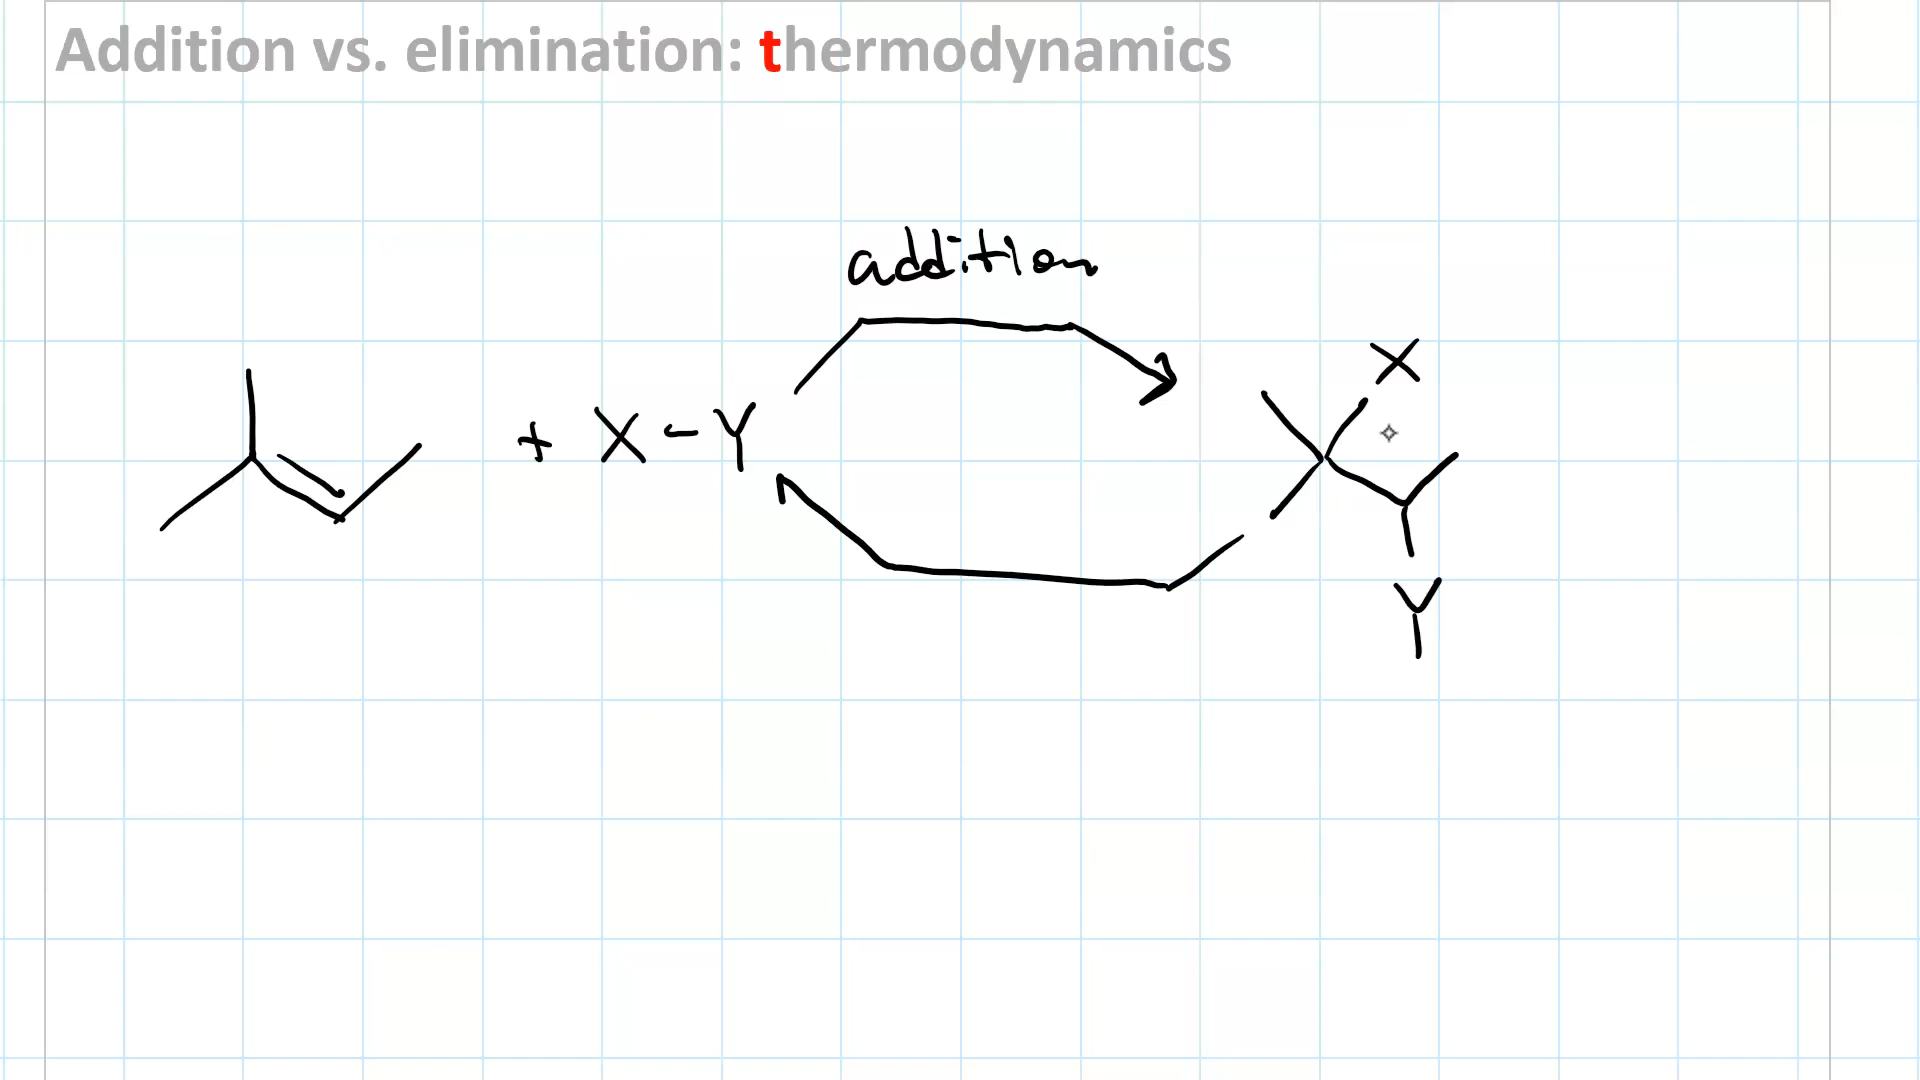 Addition vs. elimination: thermodynamics
addition
X
+ X - Y
Y